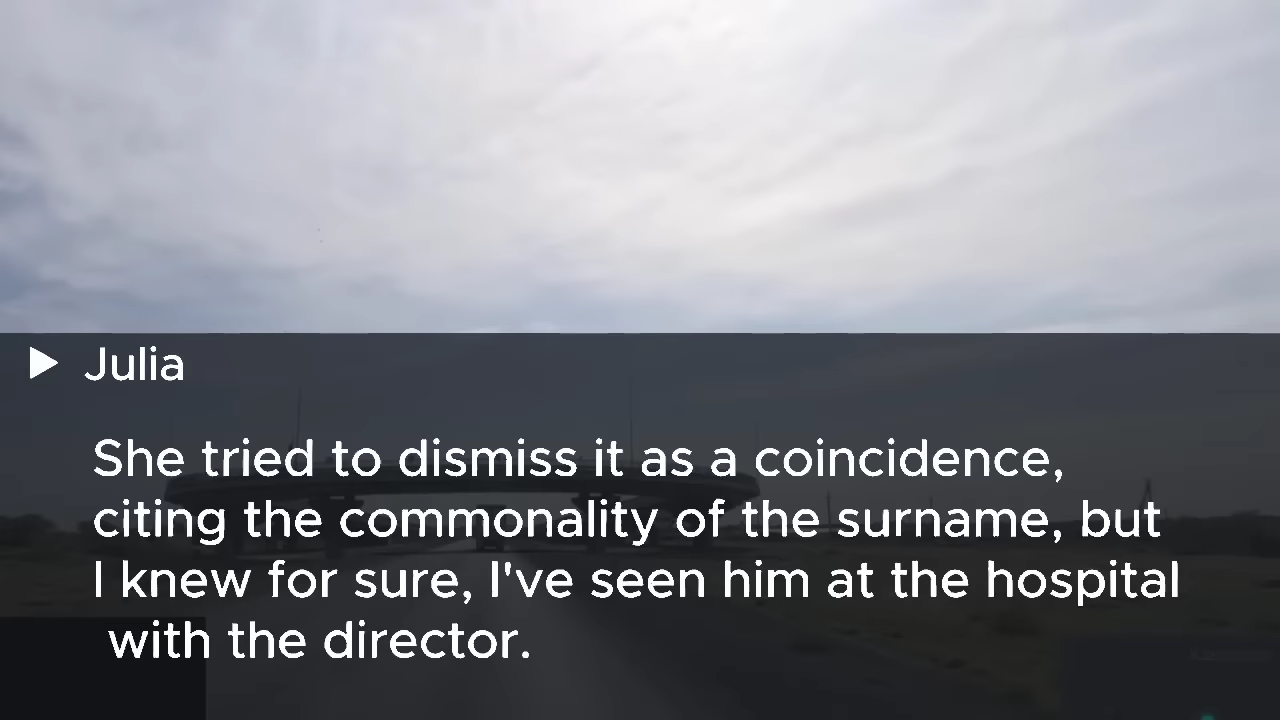 Julia
She tried to dismiss it as a coincidence,
citing the commonality of the surname, but
I knew for sure, I've seen him at the hospital
with the director.